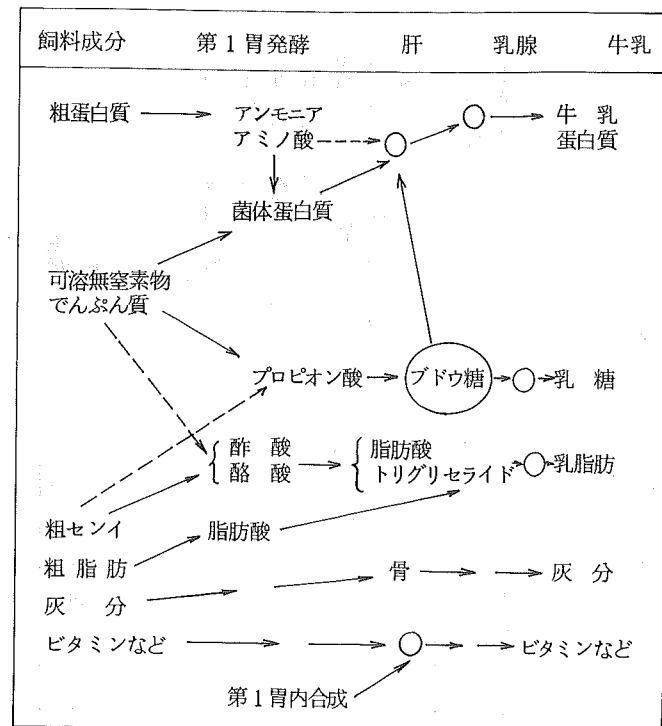 飼料成分 第1胃発酵 肝 乳腺 牛乳
粗蛋白質 アンモニア 牛乳
アミノ酸 蛋白質
菌体蛋白質
可溶無窒素物
でんぷん質
プロピオン酸 ブドウ糖 乳糖
酢酸 脂肪酸 乳脂肪
酪酸 トリグリセライド
粗センイ 脂肪酸
粗脂肪
灰分 骨 灰分
ビタミンなど ビタミンなど
第1胃内合成